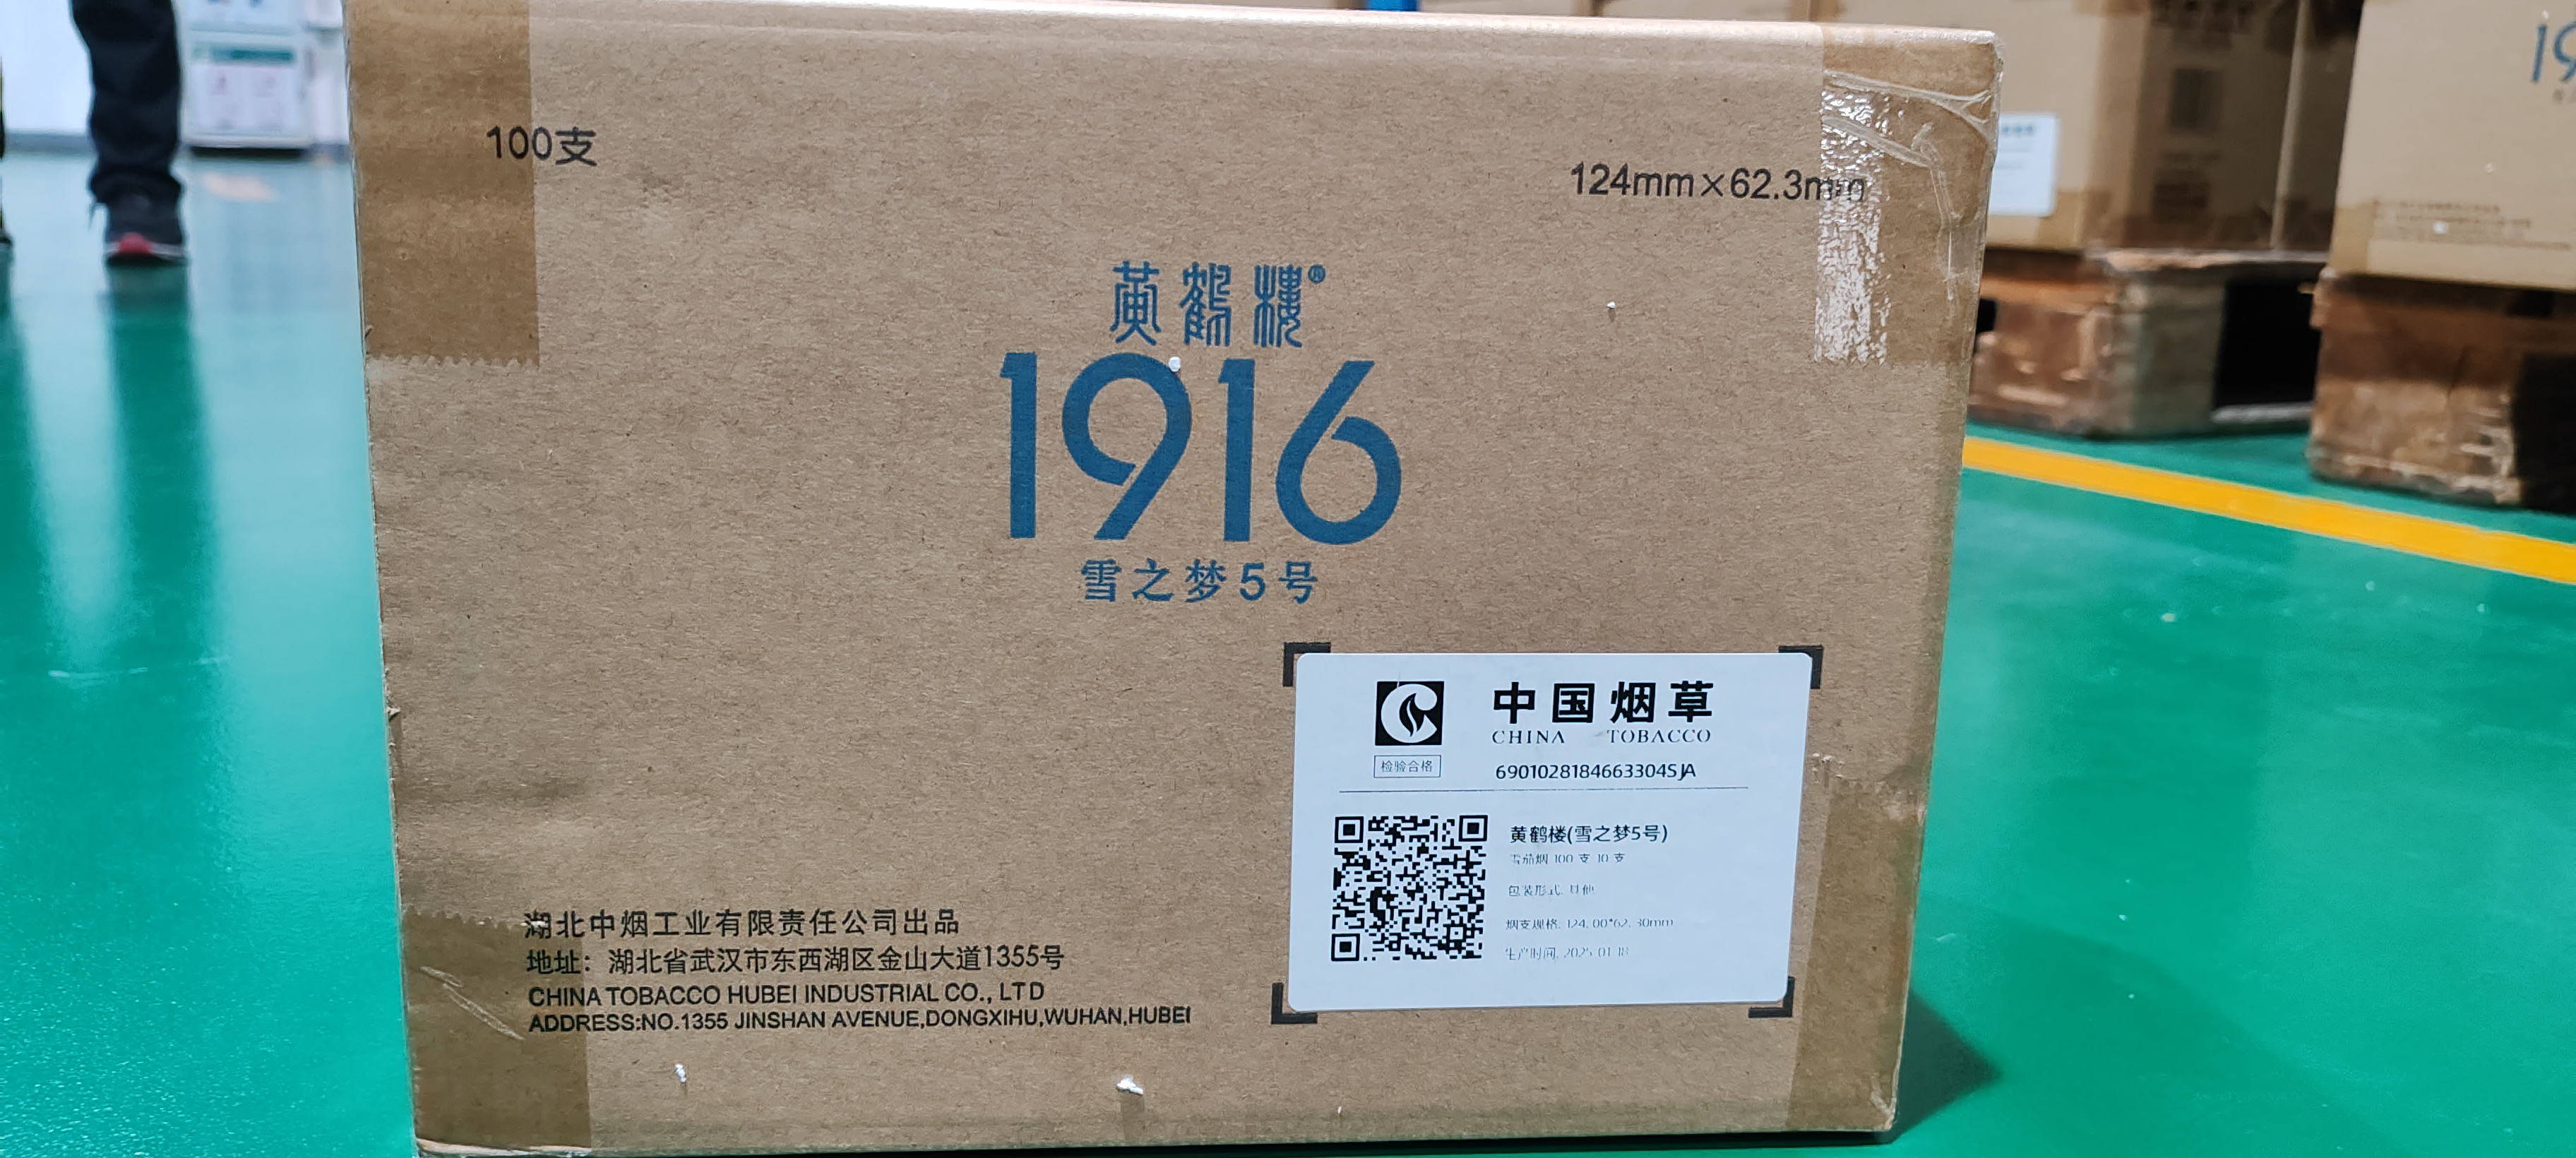 100支
124mm×62.3mm
黄鹤楼®
1916
雪之梦5号
中国烟草
CHINA TOBACCO
检验合格
6901028184663304SJA
黄鹤楼(雪之梦5号)
雪茄烟 100 支 10 支
包装形式: 其他
烟支规格: 124.00*62.30mm
生产时间: 2025-01-18
湖北中烟工业有限责任公司出品
地址：湖北省武汉市东西湖区金山大道1355号
CHINA TOBACCO HUBEI INDUSTRIAL CO., LTD
ADDRESS:NO.1355 JINSHAN AVENUE,DONGXIHU,WUHAN,HUBEI
19